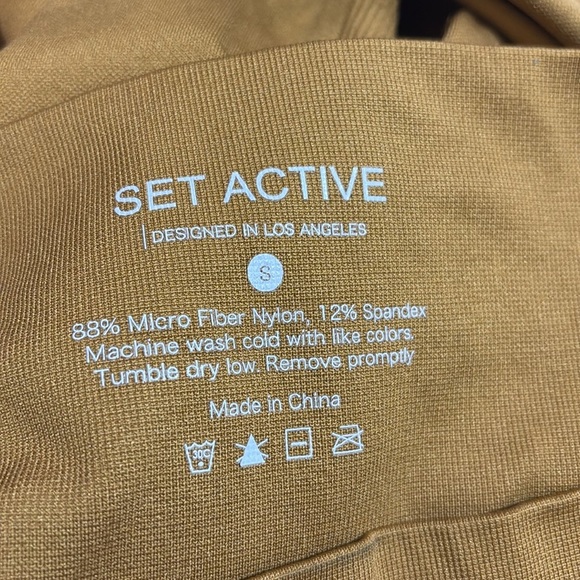 SET ACTIVE
DESIGNED IN LOS ANGELES
S
88% Micro Fiber Nylon, 12% Spandex
Machine wash cold with like colors.
Tumble dry low. Remove promptly
Made in China
30C